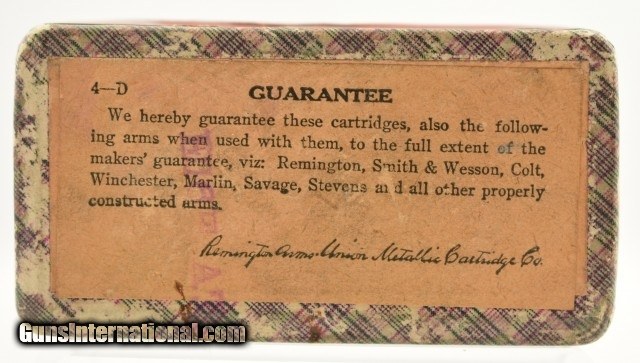 4—D
GUARANTEE
We hereby guarantee these cartridges, also the follow-
ing arms when used with them, to the full extent of the
makers' guarantee, viz: Remington, Smith & Wesson, Colt,
Winchester, Marlin, Savage, Stevens and all other properly
constructed arms.
Remington Arms-Union Metallic Cartridge Co.
GunsInternational.com